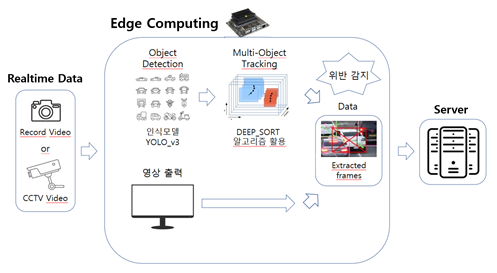 Edge Computing
Object
Detection
Multi-Object
Tracking
위반 감지
Realtime Data
Record Video
or
CCTV Video
인식모델
YOLO_v3
DEEP_SORT
알고리즘 활용
Data
Extracted
frames
Server
영상 출력